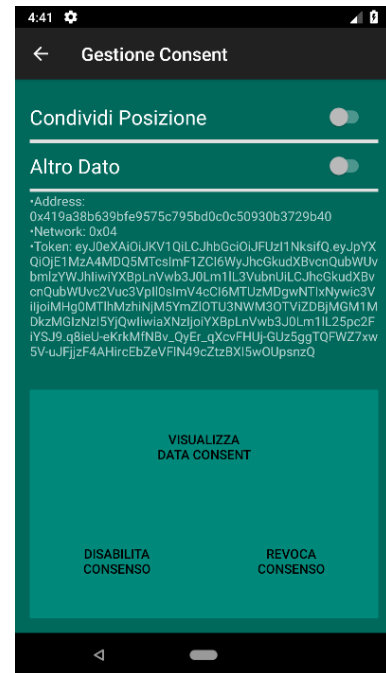 4:41
Gestione Consent
Condividi Posizione
Altro Dato
•Address:
0x419a38b639bfe9575c795bd0c0c50930b3729b40
•Network: 0x04
•Token: eyJ0eXAiOiJKV1QiLCJhbGciOiJFUzI1NksifQ.eyJpYX
QiOjE1MzA4MDQ5MTcsImF1ZCI6WyJhcGkudXBvcnQubWUv
bmlzYWJhIiwiYXBpLnVwb3J0Lm1lL3VubnUiLCJhcGkudXBv
cnQubWUvc2Vuc3VpIl0sImV4cCI6MTUzMDgwNTIxNywic3V
iIjoiMHg0MTlhMzhiNjM5YmZlOTU3NWM3OTViZDBjMGM1M
DkzMGIzNzI5YjQwIiwiaXNzIjoiYXBpLnVwb3J0Lm1lL25pc2F
iYSJ9.q8ieU-eKrkMfNBv_QyEr_qXcvFHUj-GUz5ggTQFWZ7xw
5V-uJFjjzF4AHircEbZeVFlN49cZtzBXI5wOUpsnzQ
VISUALIZZA
DATA CONSENT
DISABILITA
CONSENSO
REVOCA
CONSENSO